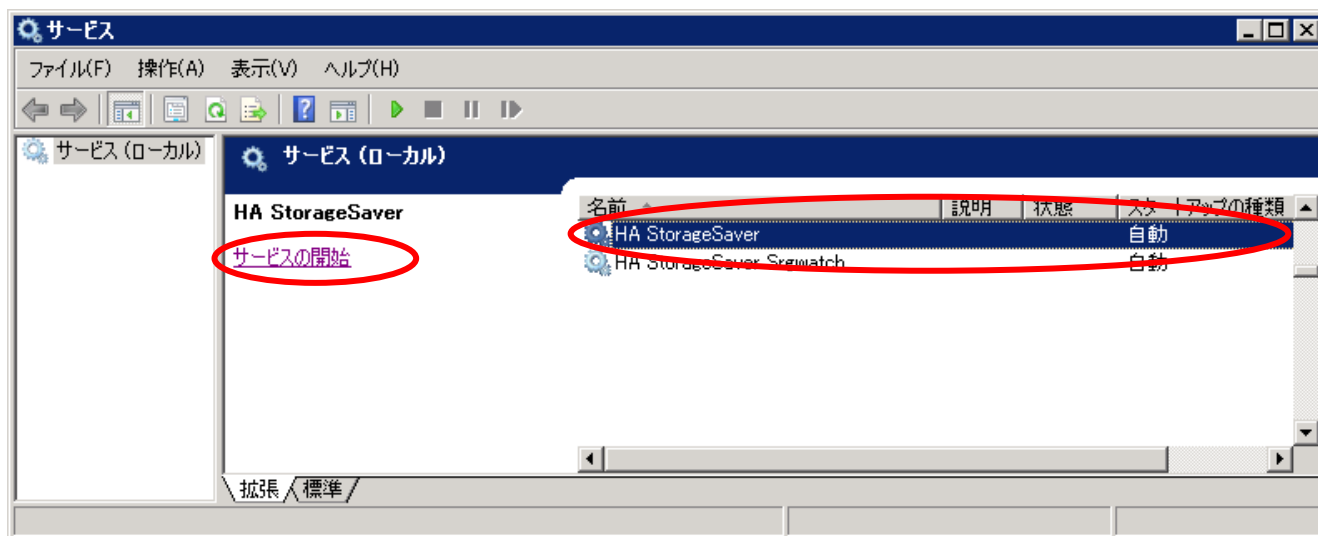 サービス
ファイル(F) 操作(A) 表示(V) ヘルプ(H)
サービス (ローカル)
サービス (ローカル)
HA StorageSaver
サービスの開始
名前 説明 状態 スタートアップの種類
HA StorageSaver 自動
HA StorageSaver Srgwatch 自動
拡張 標準